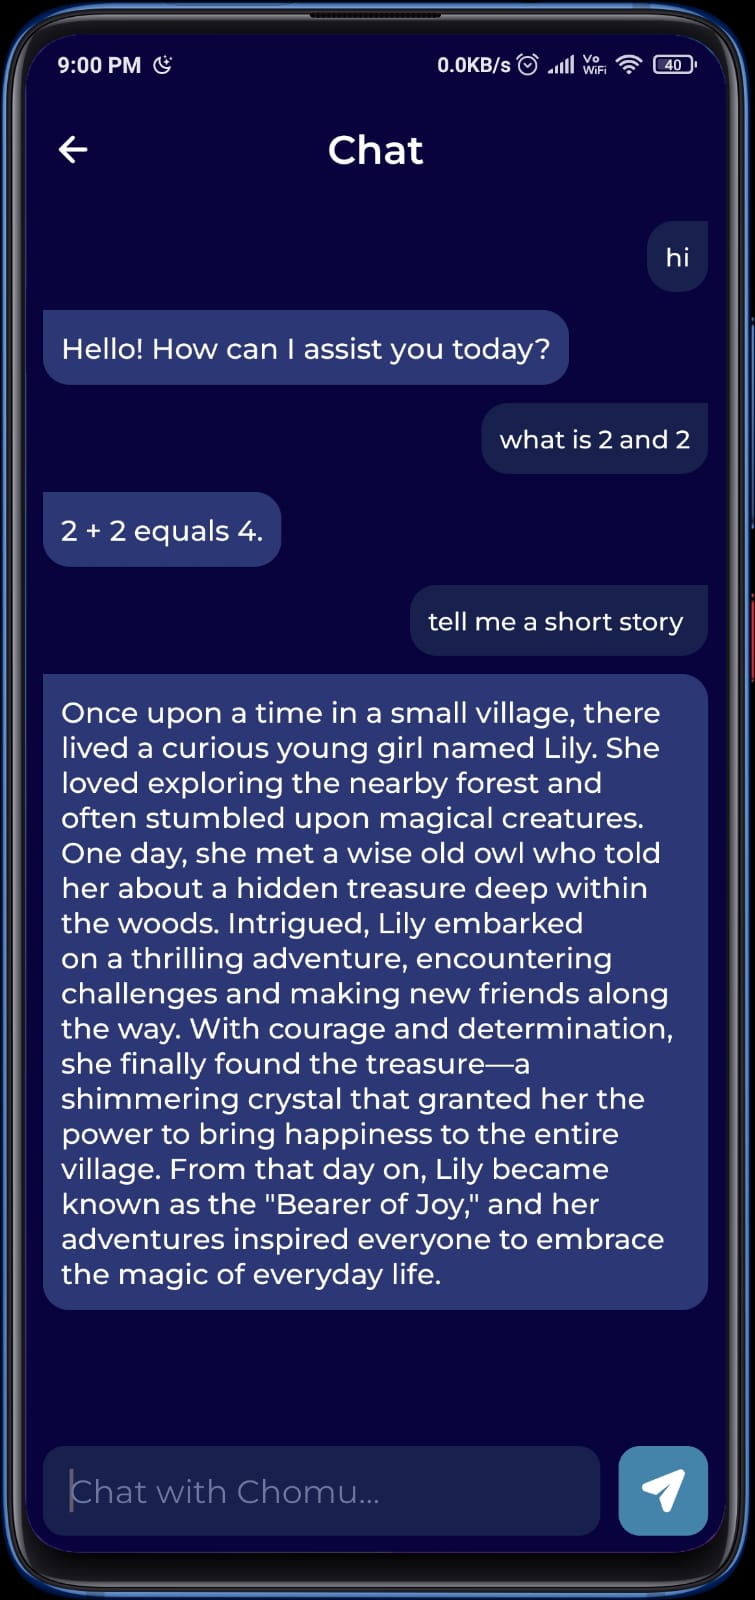 9:00 PM 0.0KB/s Vo WiFi 40
Chat
hi
Hello! How can I assist you today?
what is 2 and 2
2 + 2 equals 4.
tell me a short story
Once upon a time in a small village, there
lived a curious young girl named Lily. She
loved exploring the nearby forest and
often stumbled upon magical creatures.
One day, she met a wise old owl who told
her about a hidden treasure deep within
the woods. Intrigued, Lily embarked
on a thrilling adventure, encountering
challenges and making new friends along
the way. With courage and determination,
she finally found the treasure—a
shimmering crystal that granted her the
power to bring happiness to the entire
village. From that day on, Lily became
known as the "Bearer of Joy," and her
adventures inspired everyone to embrace
the magic of everyday life.
Chat with Chomu...